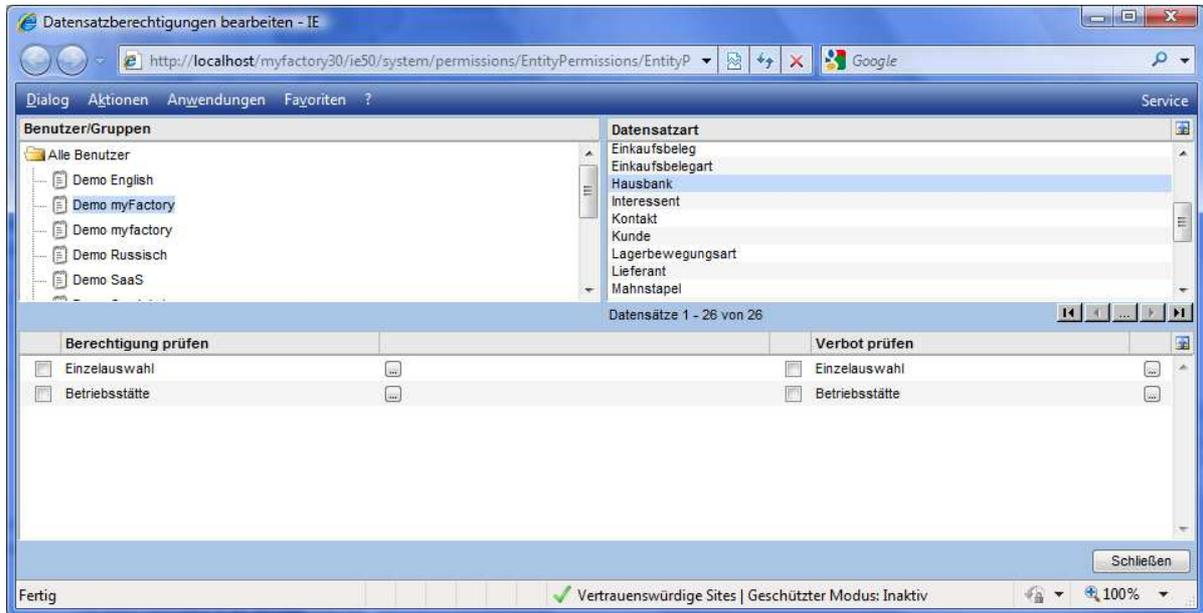 Datensatzberechtigungen bearbeiten - IE
http://localhost/myfactory30/ie50/system/permissions/EntityPermissions/EntityP
Google
Dialog Aktionen Anwendungen Favoriten ? Service
Benutzer/Gruppen
Alle Benutzer
Demo English
Demo myFactory
Demo myfactory
Demo Russisch
Demo SaaS
Datensatzart
Einkaufsbeleg
Einkaufsbelegart
Hausbank
Interessent
Kontakt
Kunde
Lagerbewegungsart
Lieferant
Mahnstapel
Datensätze 1 - 26 von 26
...
Berechtigung prüfen Verbot prüfen
Einzelauswahl ... Einzelauswahl ...
Betriebsstätte ... Betriebsstätte ...
Schließen
Fertig Vertrauenswürdige Sites | Geschützter Modus: Inaktiv 100%